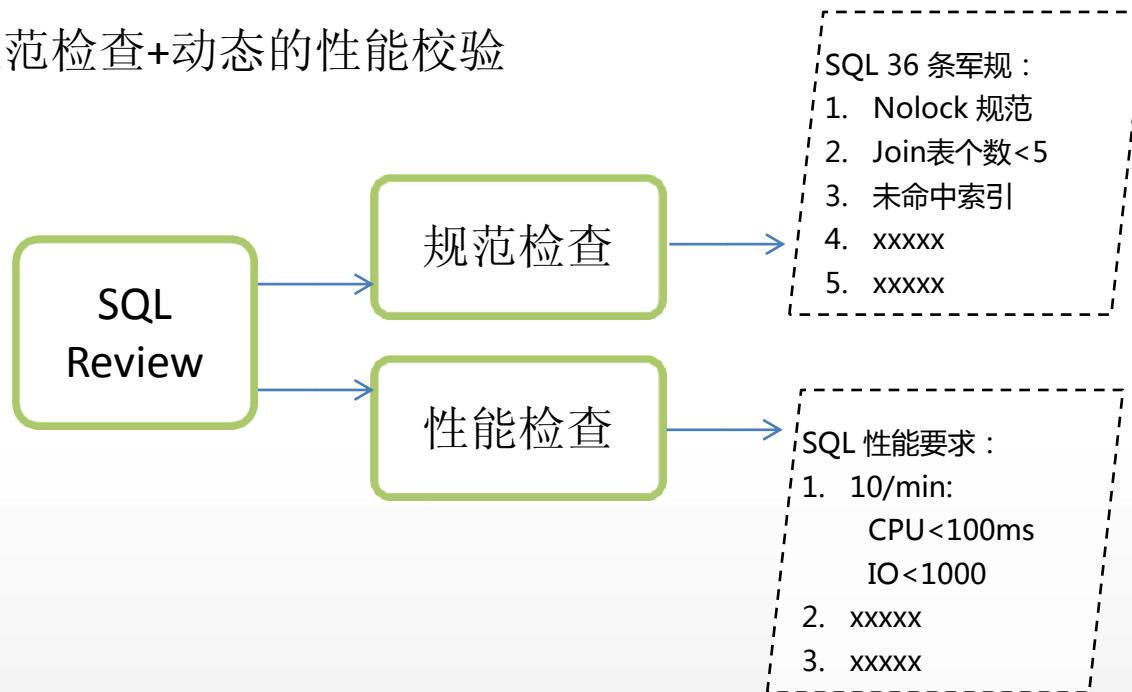 范检查+动态的性能校验
SQL 36 条军规：
1. Nolock 规范
2. Join表个数<5
3. 未命中索引
4. xxxxx
5. xxxxx
规范检查
SQL
Review
性能检查
SQL 性能要求：
1. 10/min:
CPU<100ms
IO<1000
2. xxxxx
3. xxxxx